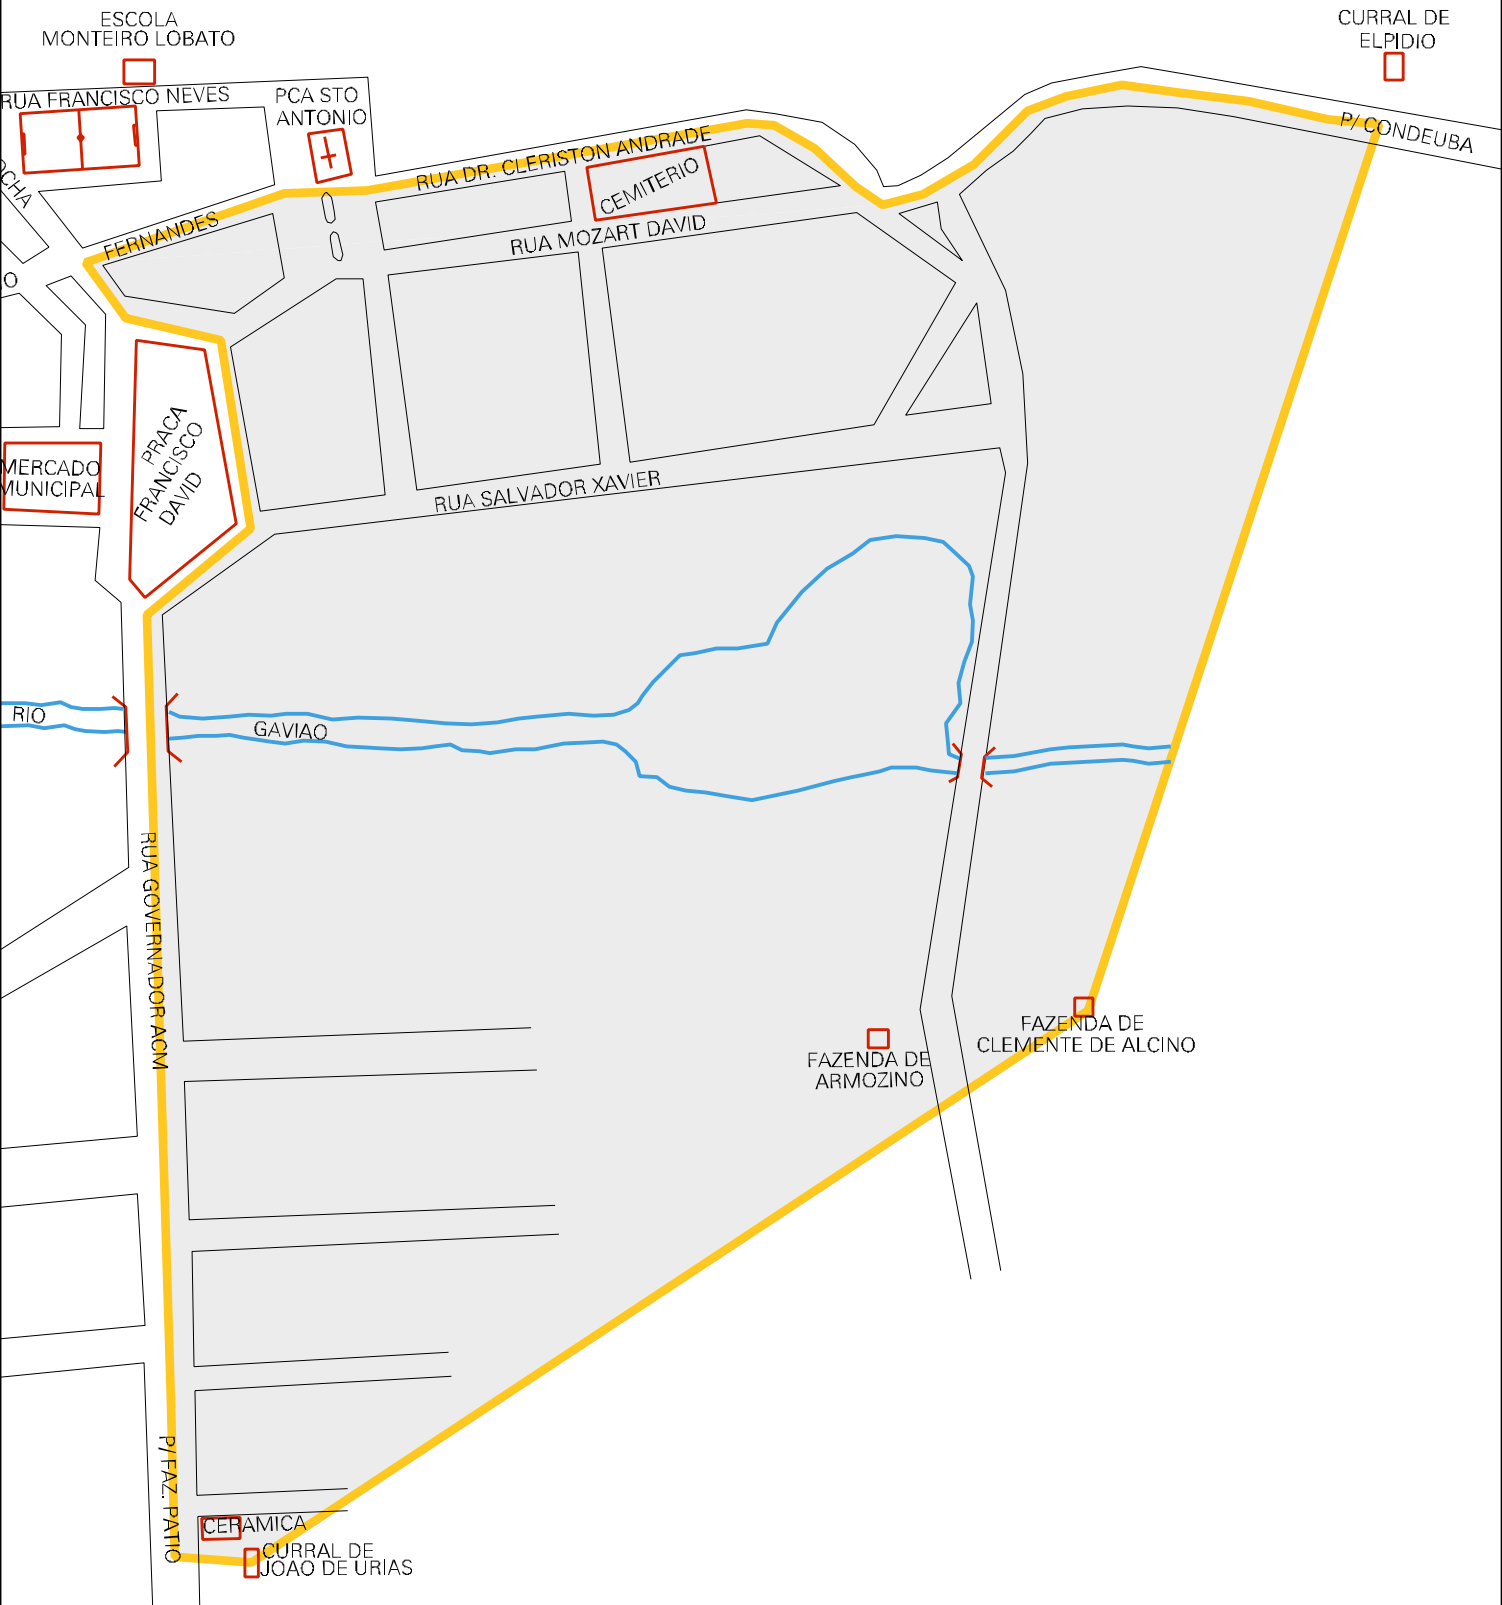 ESCOLA
MONTEIRO LOBATO
CURRAL DE
ELPIDIO
RUA FRANCISCO NEVES
PCA STO
ANTONIO
P/ CONDEUBA
RUA DR. CLERISTON ANDRADE
CEMITERIO
OCHA
FERNANDES
RUA MOZART DAVID
O
PRACA
FRANCISCO
DAVID
MERCADO
MUNICIPAL
RUA SALVADOR XAVIER
RIO
GAVIAO
RUA GOVERNADOR ACM
FAZENDA DE
CLEMENTE DE ALCINO
FAZENDA DE
ARMOZINO
P/ FAZ. PATIO
CERAMICA
CURRAL DE
JOAO DE URIAS